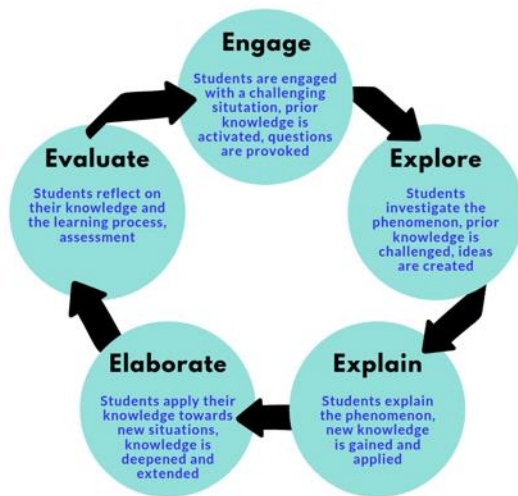 Engage
Students are engaged
with a challenging
situtation, prior
knowledge is
activated, questions
are provoked
Explore
Students
investigate the
phenomenon, prior
knowledge is
challenged, ideas
are created
Explain
Students explain
the phenomenon,
new knowledge
is gained and
applied
Elaborate
Students apply their
knowledge towards
new situations,
knowledge is
deepened and
extended
Evaluate
Students reflect on
their knowledge and
the learning process,
assessment